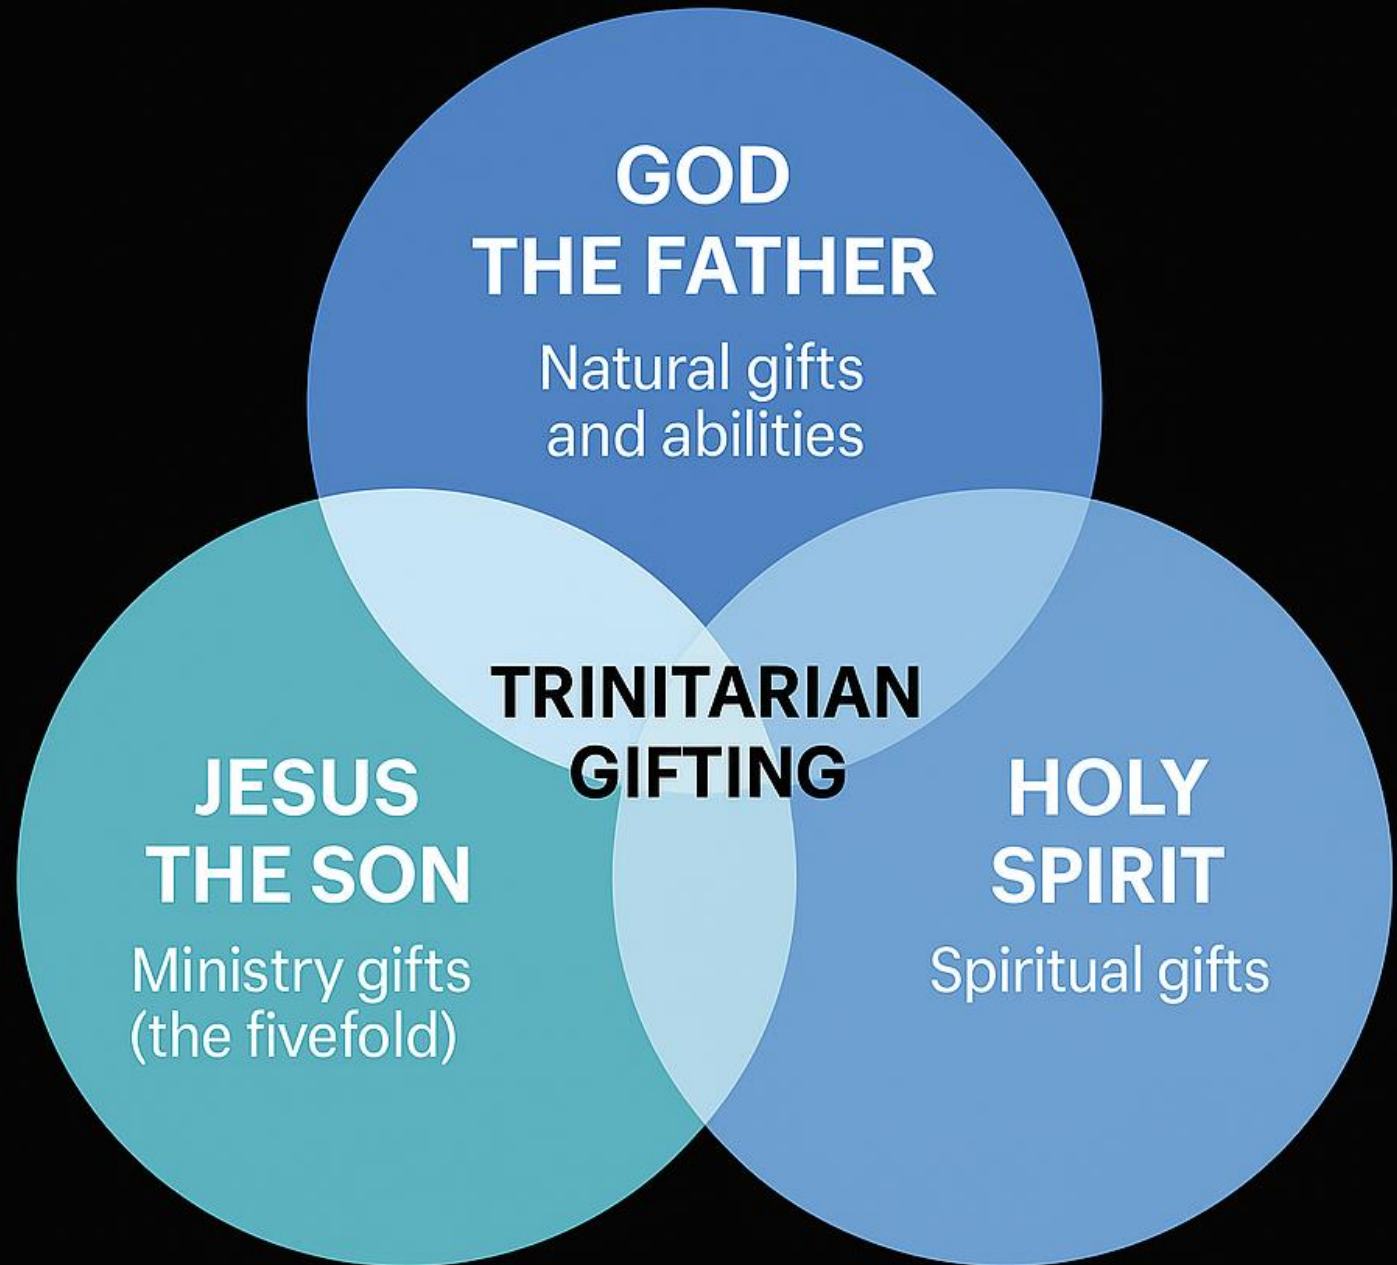 GOD
THE FATHER
Natural gifts
and abilities
TRINITARIAN
GIFTING
JESUS
THE SON
Ministry gifts
(the fivefold)
HOLY
SPIRIT
Spiritual gifts